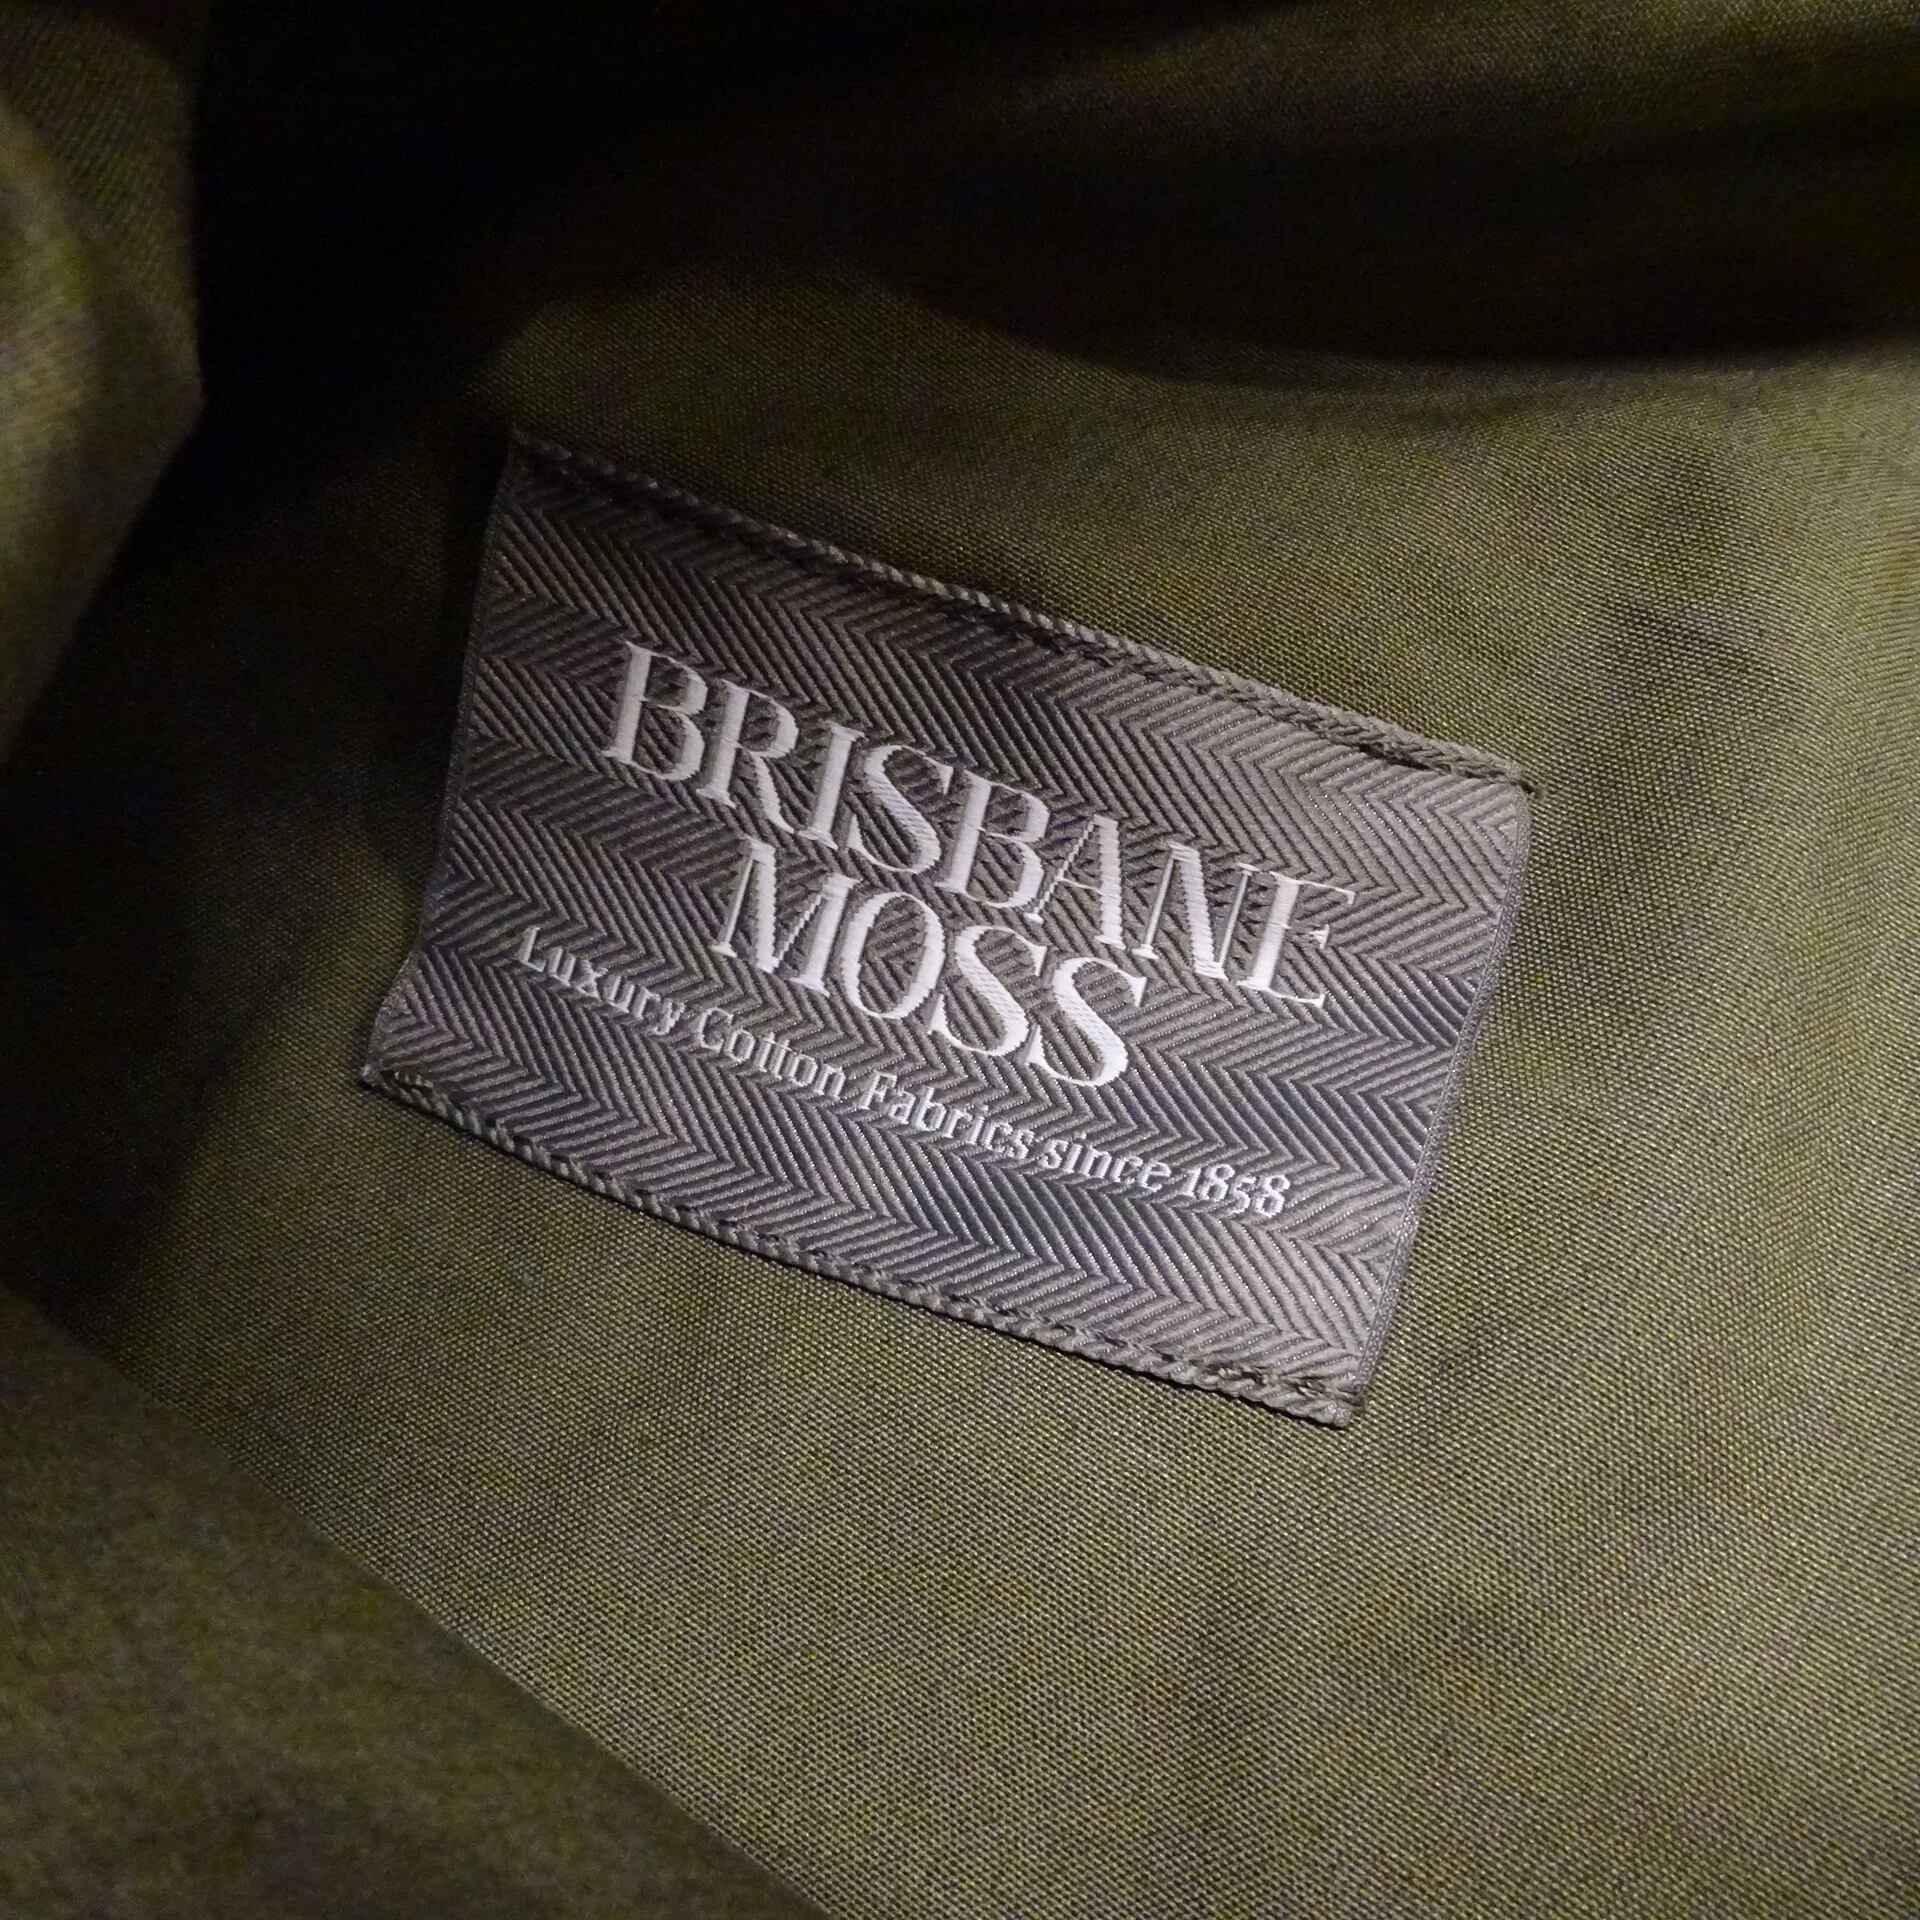 BRISBANE
MOSS
Luxury Cotton Fabrics since 1858